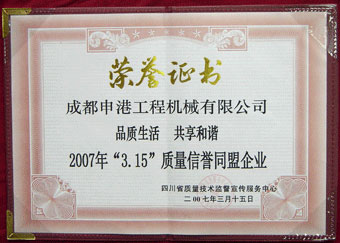 荣誉证书
成都申港工程机械有限公司
品质生活 共享和谐
2007年“3.15”质量信誉同盟企业
四川省质量技术监督宣传服务中心
二00七年三月十五日